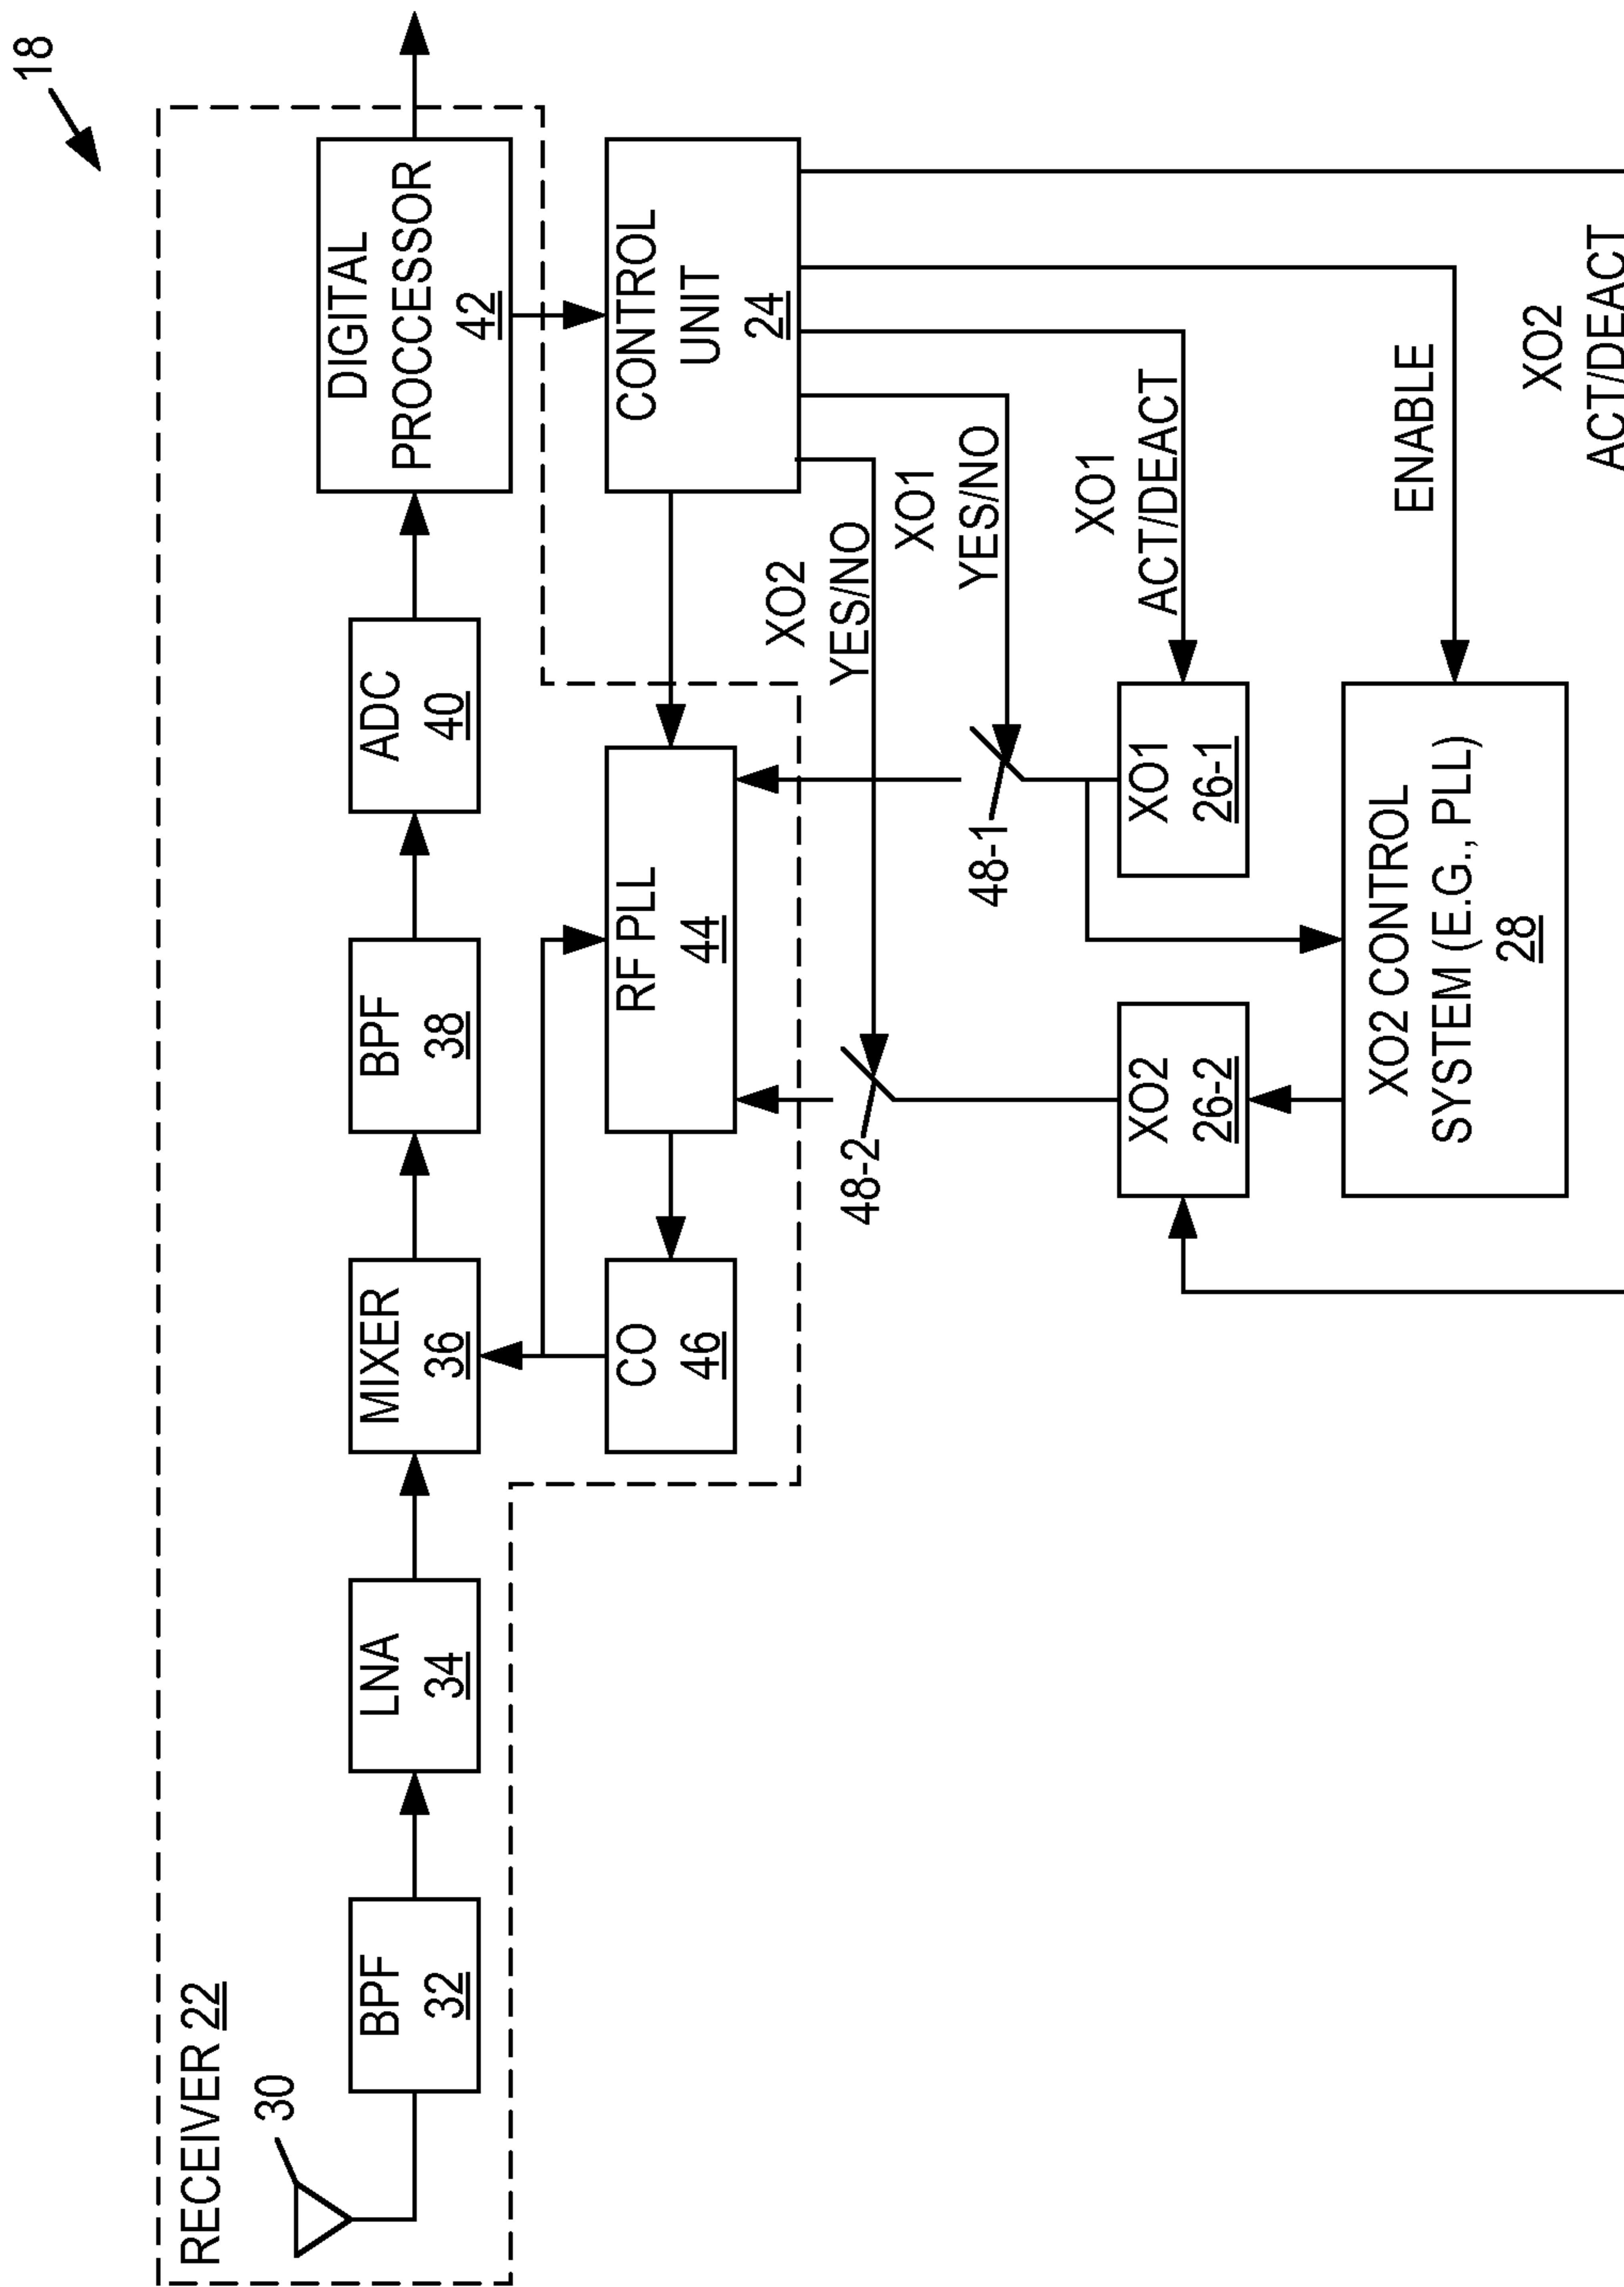 18
RECEIVER 22
30
BPF
32
LNA
34
MIXER
36
BPF
38
ADC
40
DIGITAL
PROCCESSOR
42
CO
46
RF PLL
44
CONTROL
UNIT
24
XO2
YES/NO
XO1
YES/NO
48-2
48-1
XO1
ACT/DEACT
XO2
26-2
XO1
26-1
ENABLE
XO2 CONTROL
SYSTEM (E.G., PLL)
28
XO2
ACT/DEACT